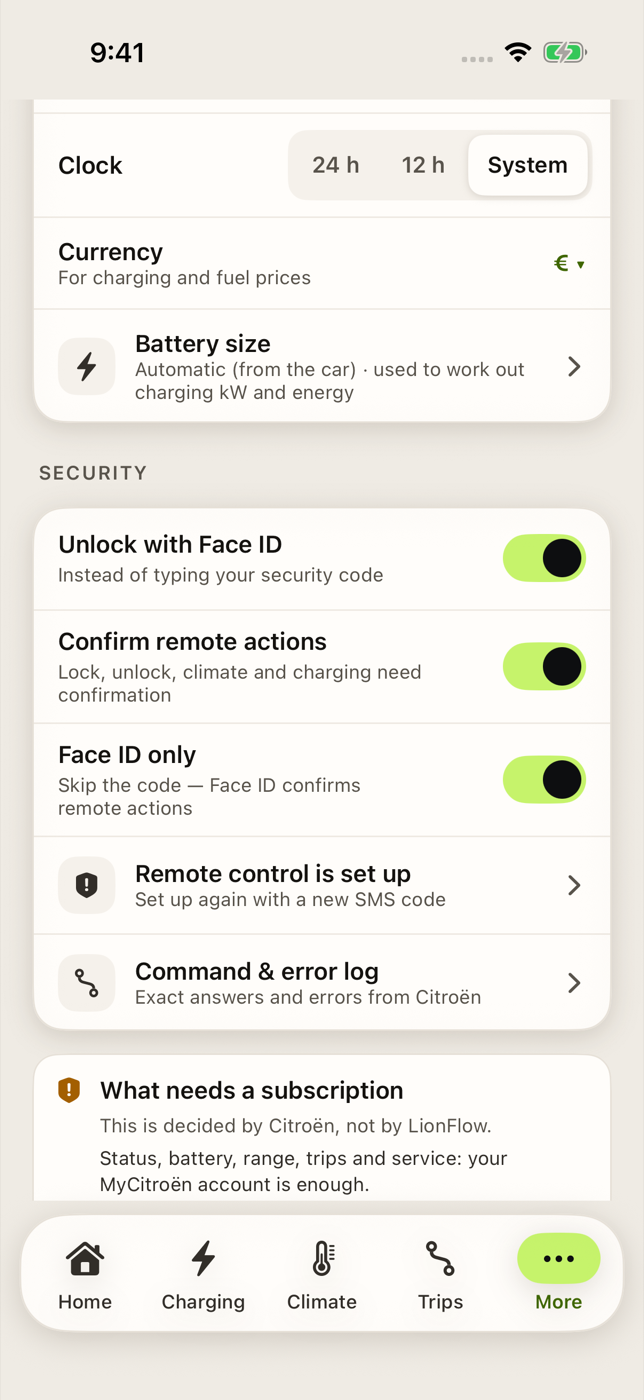 9:41
Clock
24 h
12 h
System
Currency
For charging and fuel prices
€ ▾
Battery size
Automatic (from the car) · used to work out
charging kW and energy
SECURITY
Unlock with Face ID
Instead of typing your security code
Confirm remote actions
Lock, unlock, climate and charging need
confirmation
Face ID only
Skip the code — Face ID confirms
remote actions
Remote control is set up
Set up again with a new SMS code
Command & error log
Exact answers and errors from Citroën
What needs a subscription
This is decided by Citroën, not by LionFlow.
Status, battery, range, trips and service: your
MyCitroën account is enough.
Home
Charging
Climate
Trips
More